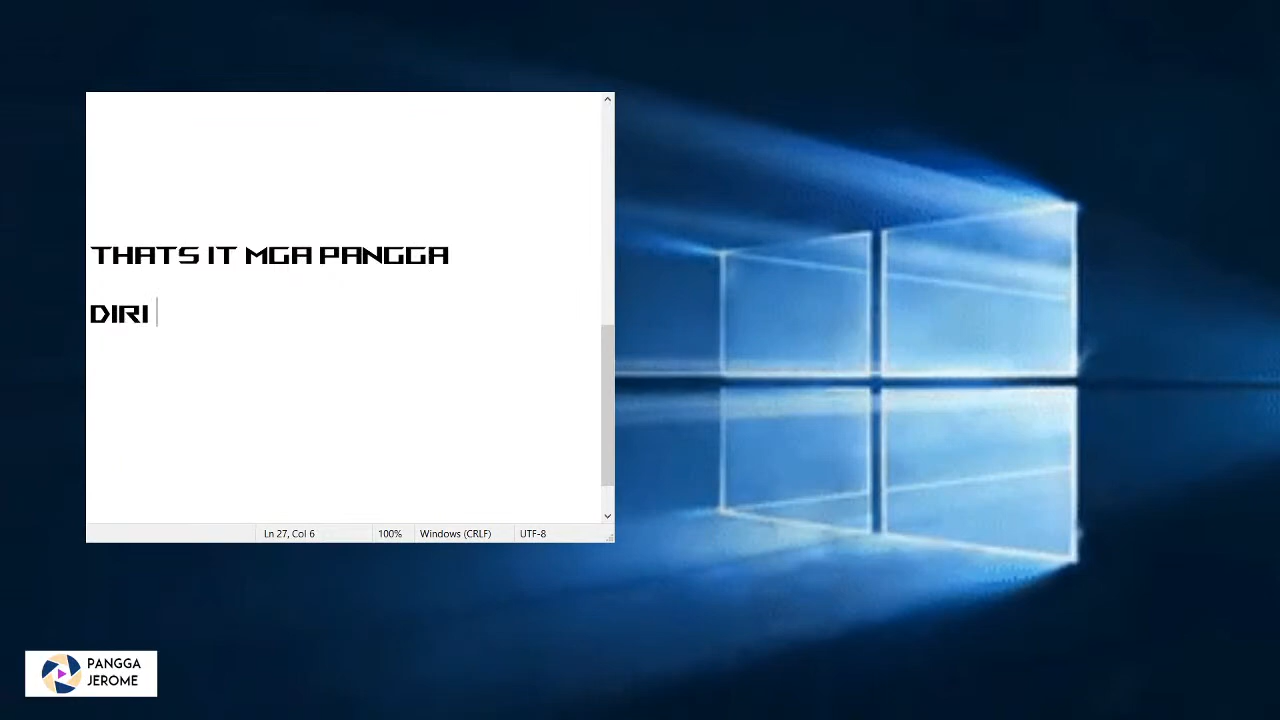 THATS IT MGA PANGGA
DIRI
Ln 27, Col 6 100% Windows (CRLF) UTF-8
PANGGA
JEROME